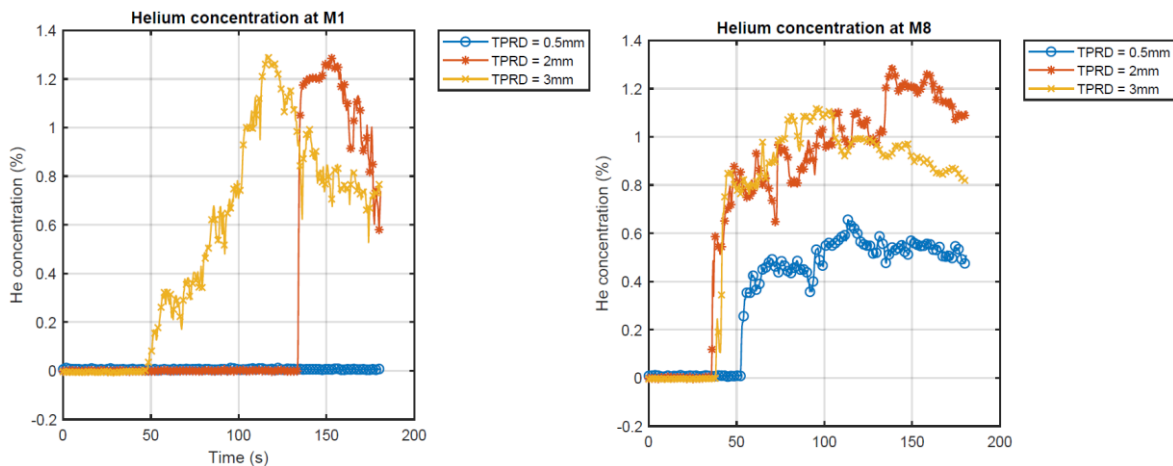 Helium concentration at M1
TPRD = 0.5mm
TPRD = 2mm
TPRD = 3mm
He concentration (%)
1.4
1.2
1
0.8
0.6
0.4
0.2
0
-0.2
0 50 100 150 200
Time (s)
Helium concentration at M8
TPRD = 0.5mm
TPRD = 2mm
TPRD = 3mm
He concentration (%)
1.4
1.2
1
0.8
0.6
0.4
0.2
0
-0.2
0 50 100 150 200